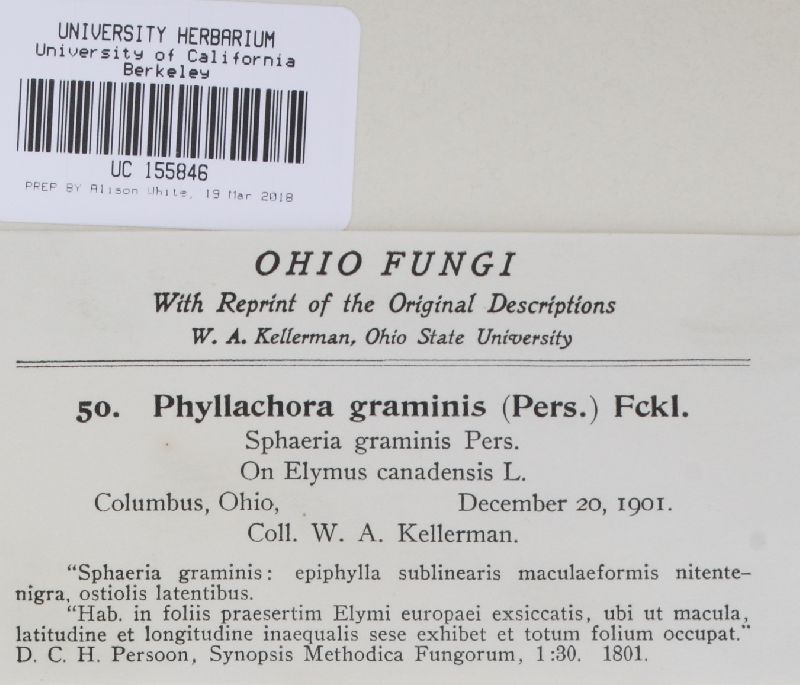 UNIVERSITY HERBARIUM
University of California
Berkeley
UC 155846
PREP BY Alison White, 19 Mar 2018
OHIO FUNGI
With Reprint of the Original Descriptions
W. A. Kellerman, Ohio State University
50. Phyllachora graminis (Pers.) Fckl.
Sphaeria graminis Pers.
On Elymus canadensis L.
Columbus, Ohio, December 20, 1901.
Coll. W. A. Kellerman.
"Sphaeria graminis: epiphylla sublinearis maculaeformis nitente-
nigra, ostiolis latentibus.
"Hab. in foliis praesertim Elymi europaei exsiccatis, ubi ut macula,
latitudine et longitudine inaequalis sese exhibet et totum folium occupat."
D. C. H. Persoon, Synopsis Methodica Fungorum, 1:30. 1801.